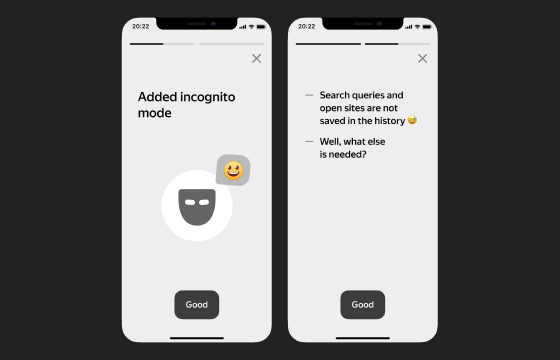 20:22
Added incognito
mode
Good
20:22
— Search queries and
open sites are not
saved in the history 😅
— Well, what else
is needed?
Good